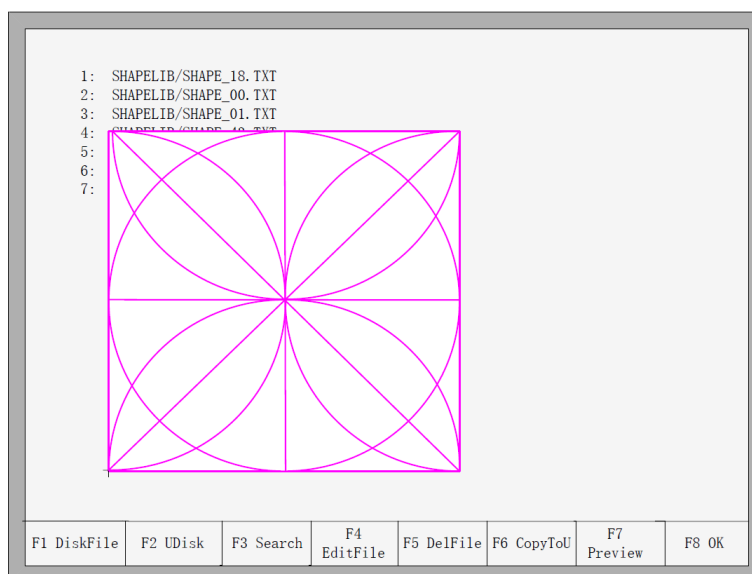 1: SHAPELIB/SHAPE_18.TXT
2: SHAPELIB/SHAPE_00.TXT
3: SHAPELIB/SHAPE_01.TXT
4:
5:
6:
7:
F1 DiskFile F2 UDisk F3 Search F4 EditFile F5 DelFile F6 CopyToU F7 Preview F8 OK